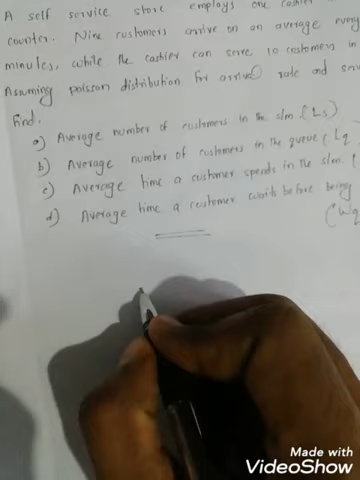 A self service store employs one cashier
counter. Nine customers arrive on an average every
minutes, while the cashier can serve 10 customers in
Assuming poisson distribution for arrival rate and
find.
a) Average number of customers in the s/m (Ls)
b) Average number of customers in the queue (Lq
c) Average time a customer spends in the s/m (
d) Average time a customer waits before being
(Wq
Made with
VideoShow